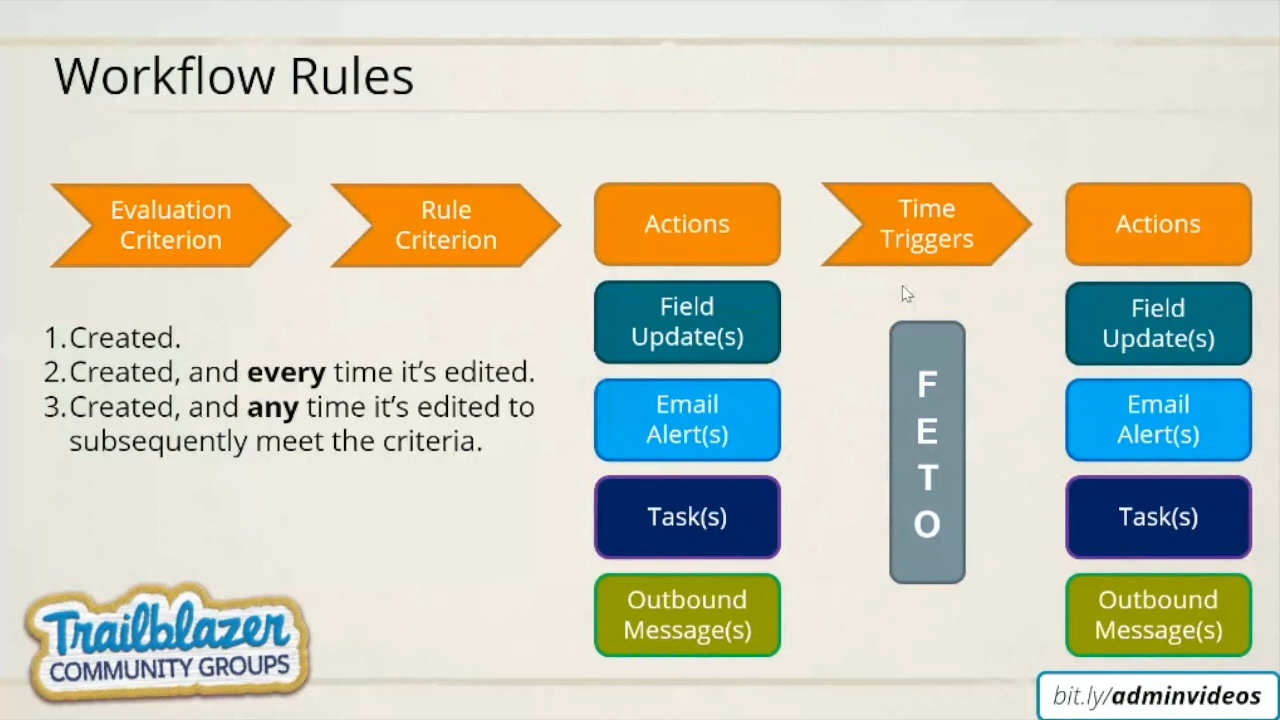 Workflow Rules
Evaluation
Criterion
Rule
Criterion
Actions
Time
Triggers
Actions
1. Created.
2. Created, and every time it’s edited.
3. Created, and any time it’s edited to
subsequently meet the criteria.
Field
Update(s)
Email
Alert(s)
Task(s)
Outbound
Message(s)
F
E
T
O
Field
Update(s)
Email
Alert(s)
Task(s)
Outbound
Message(s)
Trailblazer
COMMUNITY GROUPS
bit.ly/adminvideos